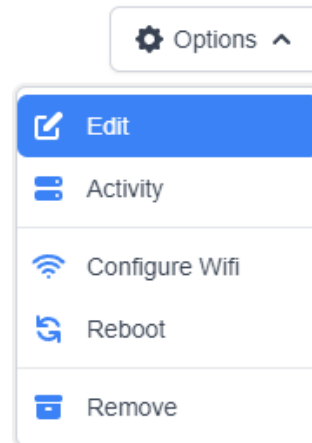 Options
Edit
Activity
Configure Wifi
Reboot
Remove